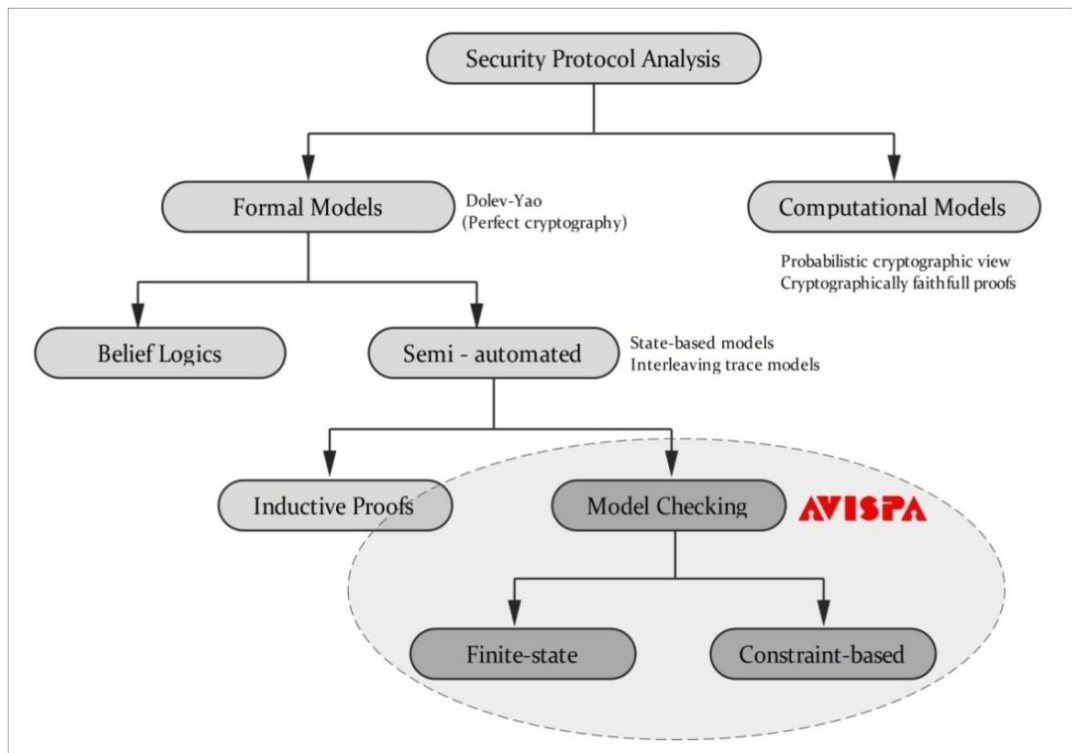 Security Protocol Analysis
Formal Models
Dolev-Yao
(Perfect cryptography)
Computational Models
Probabilistic cryptographic view
Cryptographically faithfull proofs
Belief Logics
Semi - automated
State-based models
Interleaving trace models
Inductive Proofs
Model Checking
AVISPA
Finite-state
Constraint-based